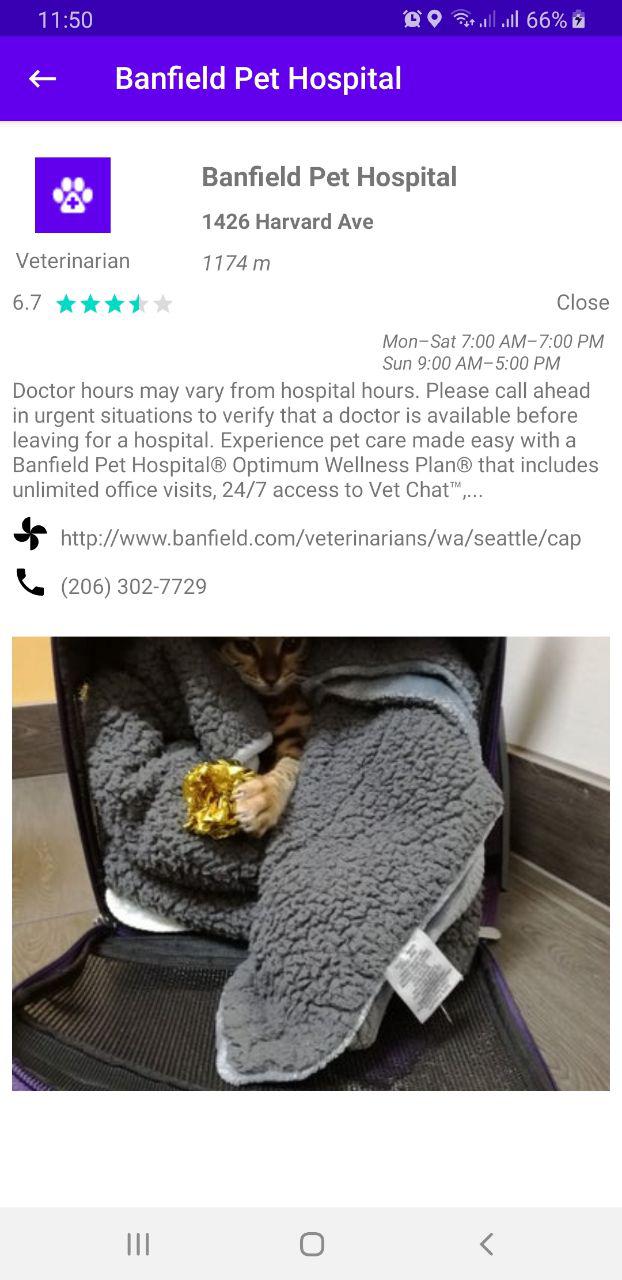 11:50
66%
Banfield Pet Hospital
Banfield Pet Hospital
1426 Harvard Ave
Veterinarian
1174 m
6.7
Close
Mon–Sat 7:00 AM–7:00 PM
Sun 9:00 AM–5:00 PM
Doctor hours may vary from hospital hours. Please call ahead
in urgent situations to verify that a doctor is available before
leaving for a hospital. Experience pet care made easy with a
Banfield Pet Hospital® Optimum Wellness Plan® that includes
unlimited office visits, 24/7 access to Vet Chat™,...
http://www.banfield.com/veterinarians/wa/seattle/cap
(206) 302-7729